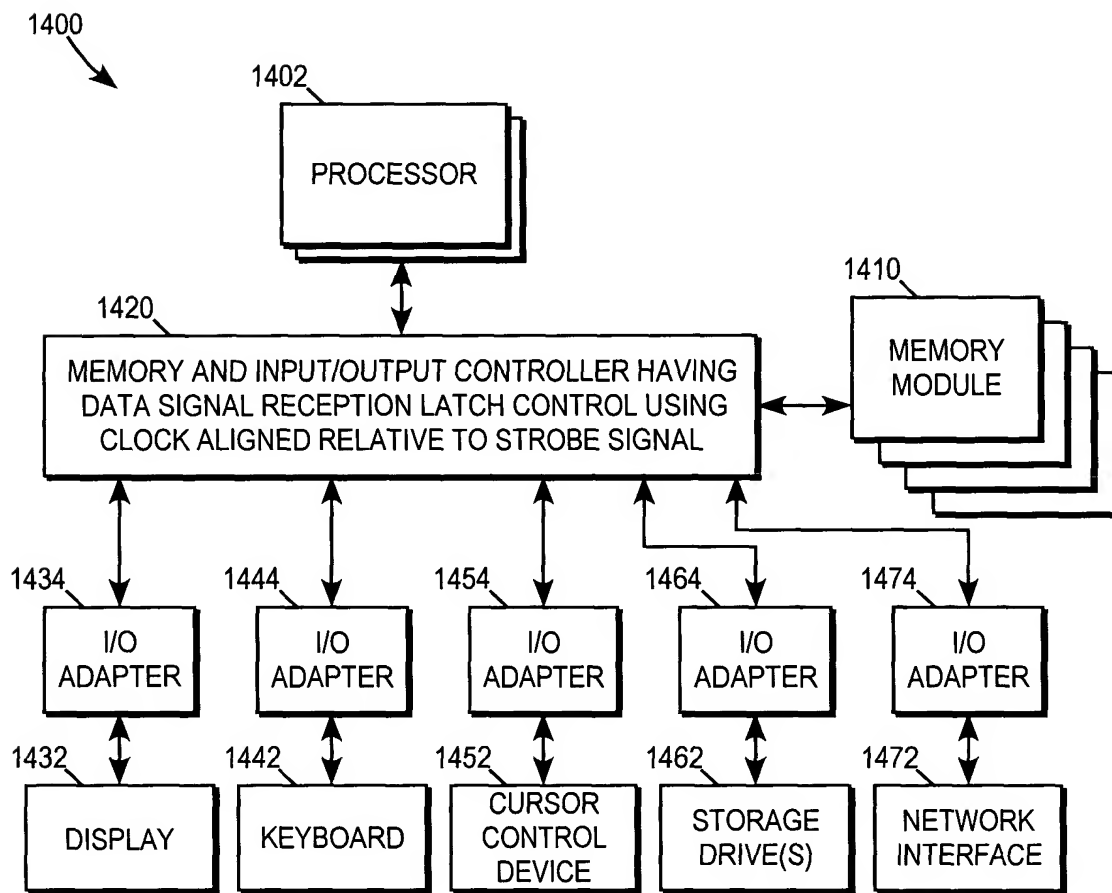 1400
1402
PROCESSOR
1420
MEMORY AND INPUT/OUTPUT CONTROLLER HAVING
DATA SIGNAL RECEPTION LATCH CONTROL USING
CLOCK ALIGNED RELATIVE TO STROBE SIGNAL
1410
MEMORY
MODULE
1434
I/O
ADAPTER
1444
I/O
ADAPTER
1454
I/O
ADAPTER
1464
I/O
ADAPTER
1474
I/O
ADAPTER
1432
DISPLAY
1442
KEYBOARD
1452
CURSOR
CONTROL
DEVICE
1462
STORAGE
DRIVE(S)
1472
NETWORK
INTERFACE